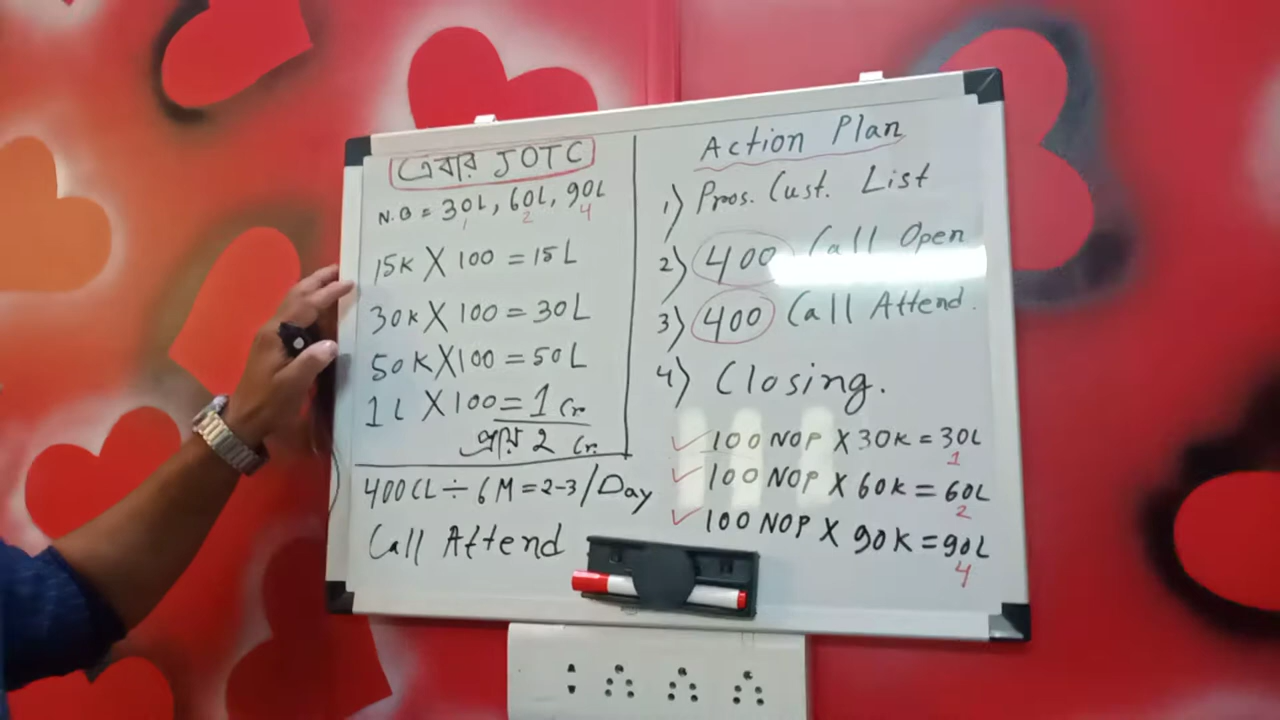 এবার JOTC
N.B = 30L, 60L, 90L
1 2 4
15K X 100 = 15L
30K X 100 = 30L
50K X 100 = 50L
1L X 100 = 1 Cr
প্রায় 2 Cr.
400CL ÷ 6M = 2-3/Day
Call Attend
Action Plan
1) Pros. Cust. List
2) 400 Call Open
3) 400 Call Attend.
4) Closing.
✓ 100 NOP X 30K = 30L
1
✓ 100 NOP X 60K = 60L
2
✓ 100 NOP X 90K = 90L
4